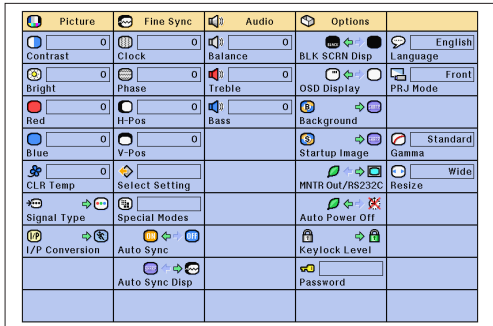 Picture Fine Sync Audio Options
0 0 0 English
Contrast Clock Balance BLK SCRN Disp Language
0 0 0 Front
Bright Phase Treble OSD Display PRJ Mode
0 0 0
Red H-Pos Bass Background
0 0 Standard
Blue V-Pos Startup Image Gamma
0 Wide
CLR Temp Select Setting MNTR Out/RS232C Resize
Signal Type Special Modes Auto Power Off
I/P ON OFF
I/P Conversion Auto Sync Keylock Level
Auto Sync Disp Password